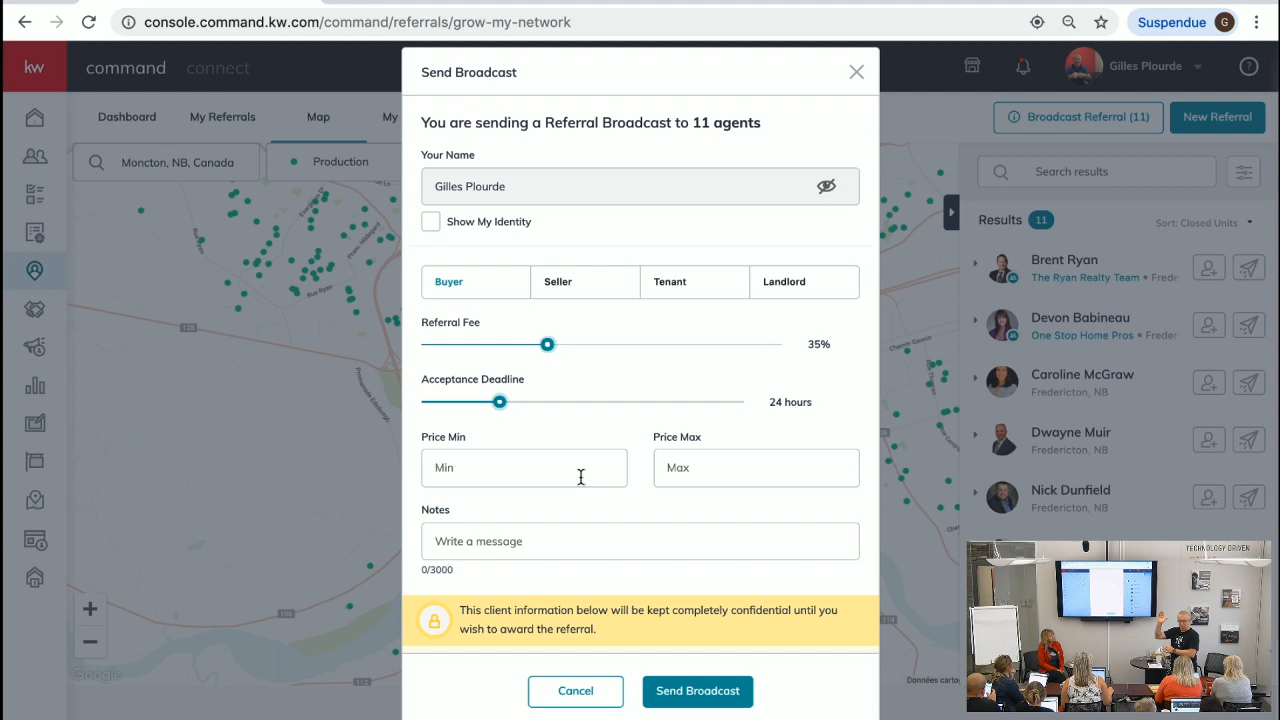 console.command.kw.com/command/referrals/grow-my-network
Suspendue
G
kw
command
connect
Gilles Plourde
Dashboard
My Referrals
Map
My
Broadcast Referral (11)
New Referral
Moncton, NB, Canada
Production
Search results
Results 11
Sort: Closed Units
Brent Ryan
The Ryan Realty Team • Frede
Devon Babineau
One Stop Home Pros • Freder
Caroline McGraw
Fredericton, NB
Dwayne Muir
Fredericton, NB
Nick Dunfield
Fredericton, NB
Send Broadcast
You are sending a Referral Broadcast to 11 agents
Your Name
Gilles Plourde
Show My Identity
Buyer
Seller
Tenant
Landlord
Referral Fee
35%
Acceptance Deadline
24 hours
Price Min
Price Max
Min
Max
Notes
Write a message
0/3000
This client information below will be kept completely confidential until you
wish to award the referral.
Cancel
Send Broadcast
Rue Ryan
Google
Données carto
TECHNOLOGY DRIVEN